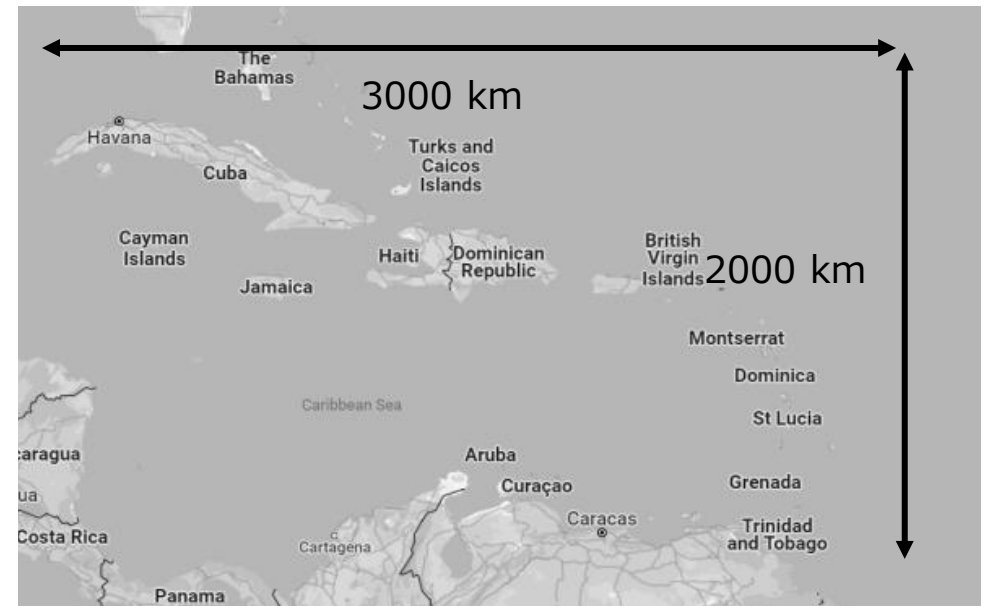 The
Bahamas
3000 km
Havana
Turks and
Caicos
Islands
Cuba
Cayman
Islands
Haiti
Dominican
Republic
British
Virgin
Islands
2000 km
Jamaica
Montserrat
Dominica
Caribbean Sea
St Lucia
caragua
Aruba
Curaçao
Grenada
ua
Caracas
Trinidad
and Tobago
Costa Rica
Cartagena
Panama